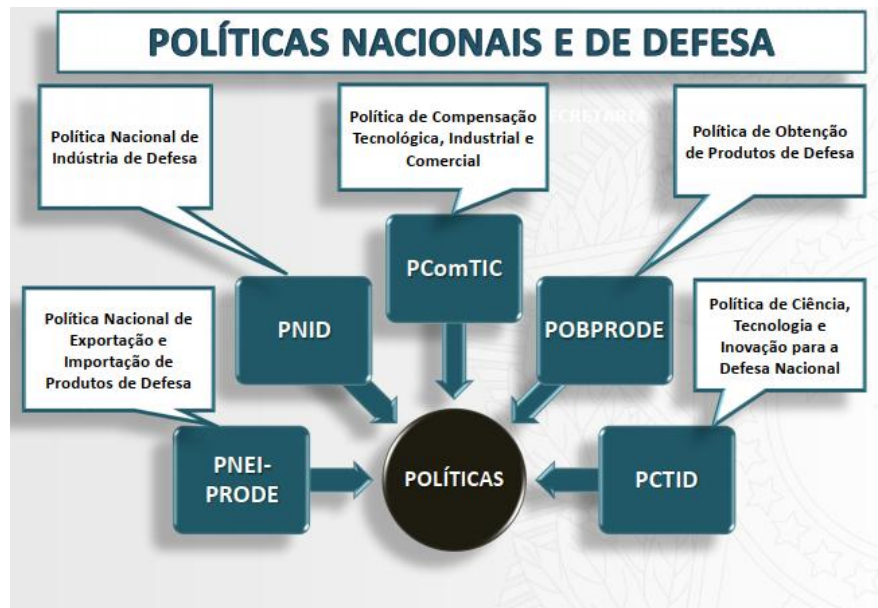 POLÍTICAS NACIONAIS E DE DEFESA
Política Nacional de
Indústria de Defesa
Política de Compensação
Tecnológica, Industrial e
Comercial
SECRETARIA
Política de Obtenção
de Produtos de Defesa
PComTIC
PNID
POBPRODE
Política Nacional de
Exportação e
Importação de
Produtos de Defesa
Política de Ciência,
Tecnologia e
Inovação para a
Defesa Nacional
PNEI-
PRODE
POLÍTICAS
PCTID